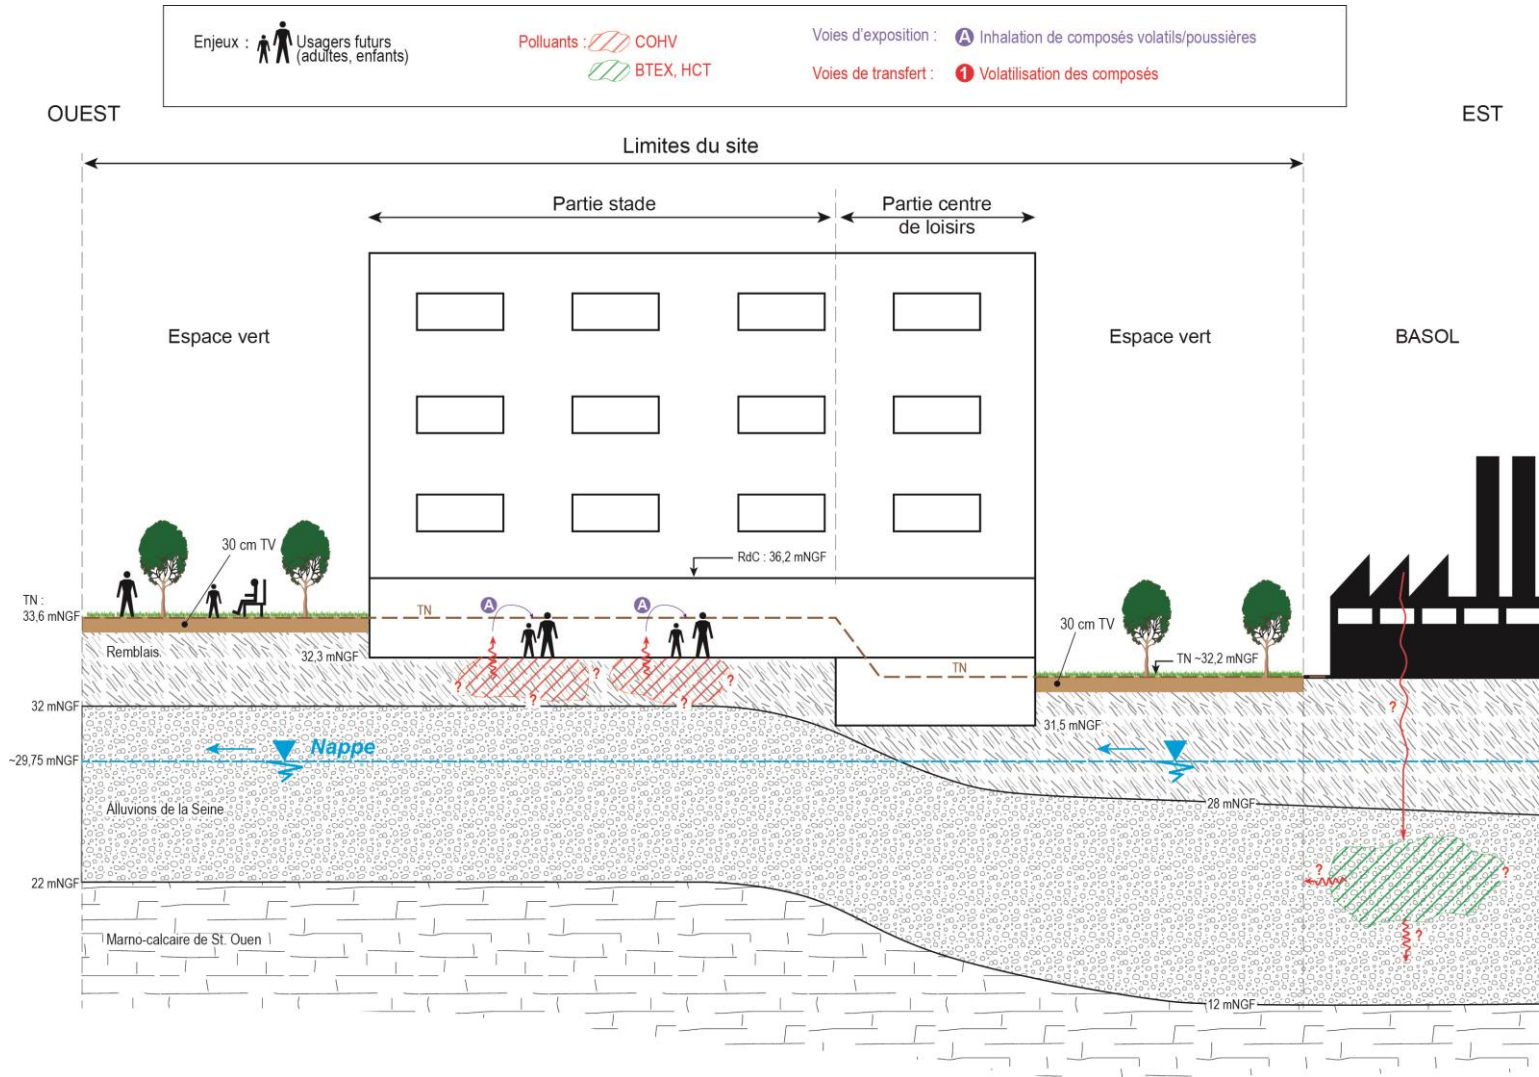 Enjeux :
Usagers futurs
(adultes, enfants)
Polluants :
COHV
BTEX, HCT
Voies d'exposition :
A
Inhalation de composés volatils/poussières
Voies de transfert :
1
Volatilisation des composés
OUEST
EST
Limites du site
Partie stade
Partie centre
de loisirs
Espace vert
Espace vert
BASOL
30 cm TV
RdC : 36,2 mNGF
TN :
33,6 mNGF
A
A
TN
30 cm TV
Remblais
32,3 mNGF
TN
TN ~32,2 mNGF
?
?
?
?
?
?
?
32 mNGF
31,5 mNGF
Nappe
~29,75 mNGF
Alluvions de la Seine
28 mNGF
?
?
?
22 mNGF
Marno-calcaire de St. Ouen
12 mNGF